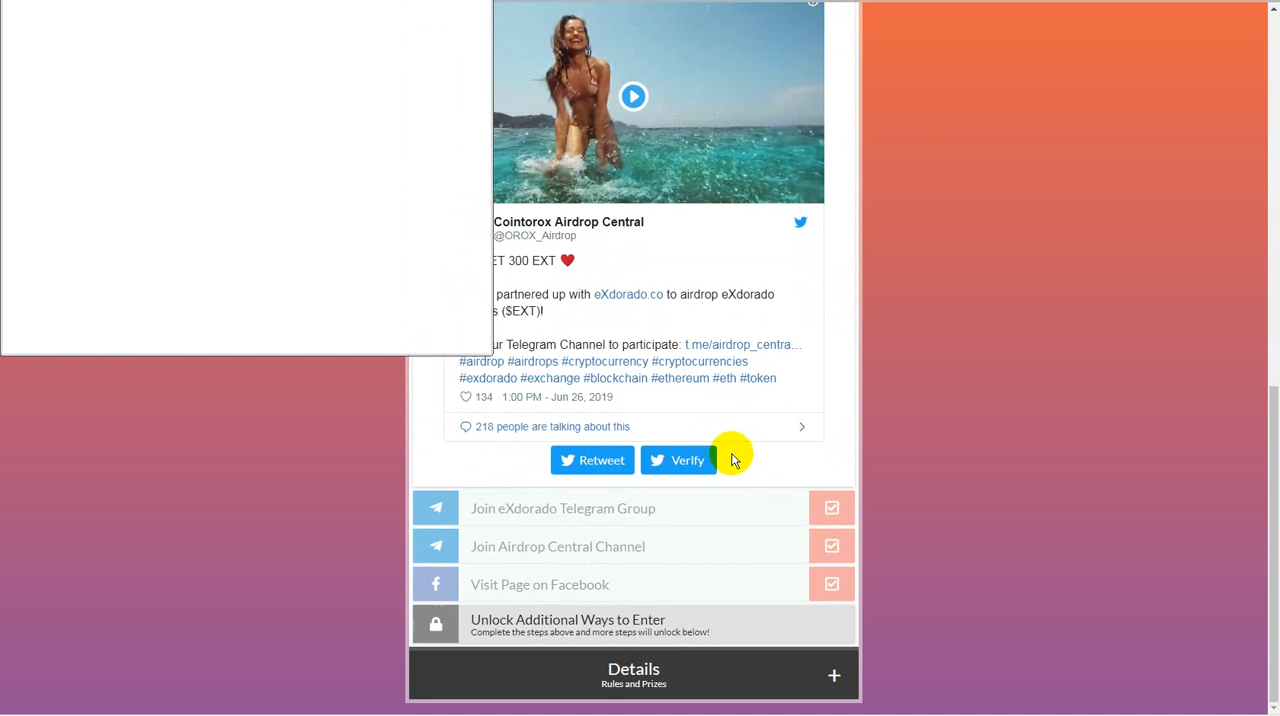 Cointorox Airdrop Central
@OROX_Airdrop
ET 300 EXT ❤
partnered up with eXdorado.co to airdrop eXdorado
s ($EXT)!
ur Telegram Channel to participate: t.me/airdrop_centra…
#airdrop #airdrops #cryptocurrency #cryptocurrencies
#exdorado #exchange #blockchain #ethereum #eth #token
134 1:00 PM - Jun 26, 2019
218 people are talking about this
Retweet Verify
Join eXdorado Telegram Group
Join Airdrop Central Channel
Visit Page on Facebook
Unlock Additional Ways to Enter
Complete the steps above and more steps will unlock below!
Details
Rules and Prizes